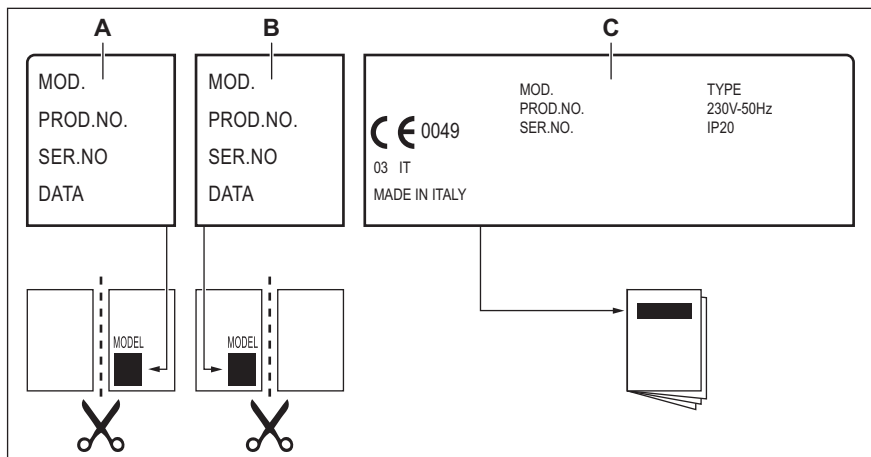 A
B
C
MOD.
PROD.NO.
SER.NO
DATA
MOD.
PROD.NO.
SER.NO
DATA
MOD.
PROD.NO.
SER.NO.
TYPE
230V-50Hz
IP20
CE 0049
03 IT
MADE IN ITALY
MODEL
MODEL